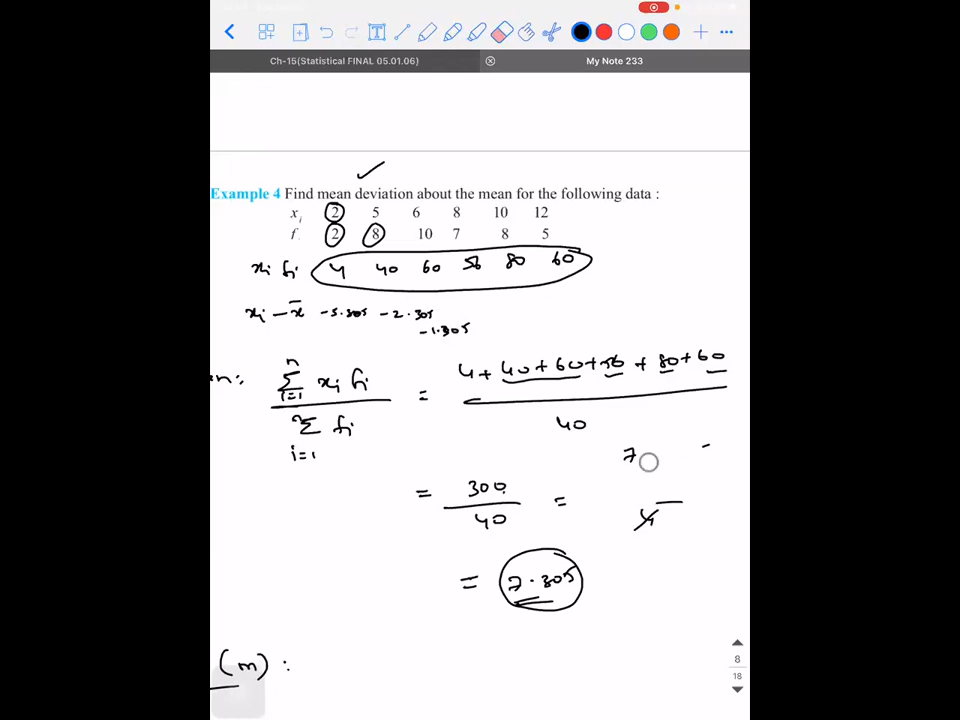 Ch-15(Statistical FINAL 05.01.06)
My Note 233
Example 4 Find mean deviation about the mean for the following data :
xi 2 5 6 8 10 12
f 2 8 10 7 8 5
xi fi 4 40 60 56 80 60
xi – x̄ -5.305 -2.305
-1.305
n: n Σ i=1 xi fi / Σ fi i=1 = 4 + 40 + 60 + 56 + 80 + 60 / 40
7
= 300 / 40 =
= 7.305
(m) :
8
18